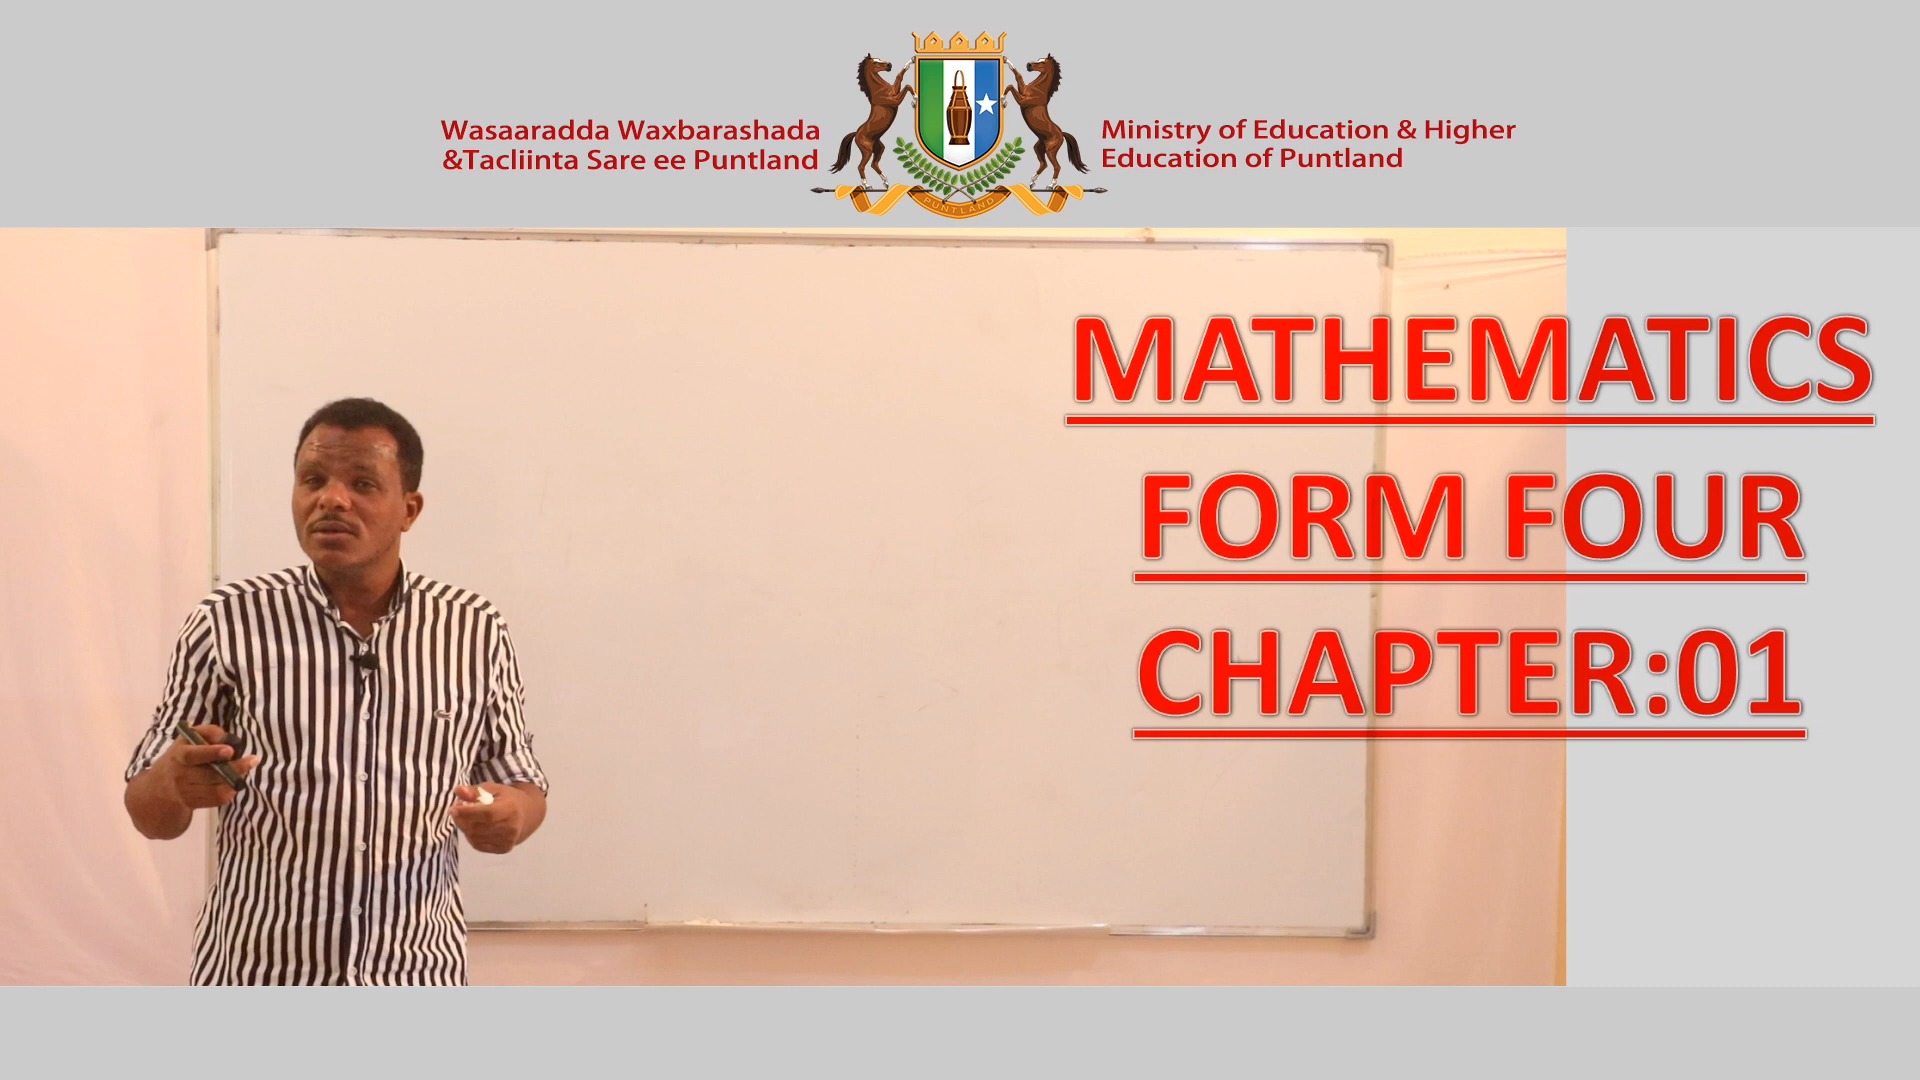 Wasaaradda Waxbarashada
&Tacliinta Sare ee Puntland
PUNTLAND
Ministry of Education & Higher
Education of Puntland
MATHEMATICS
FORM FOUR
CHAPTER:01